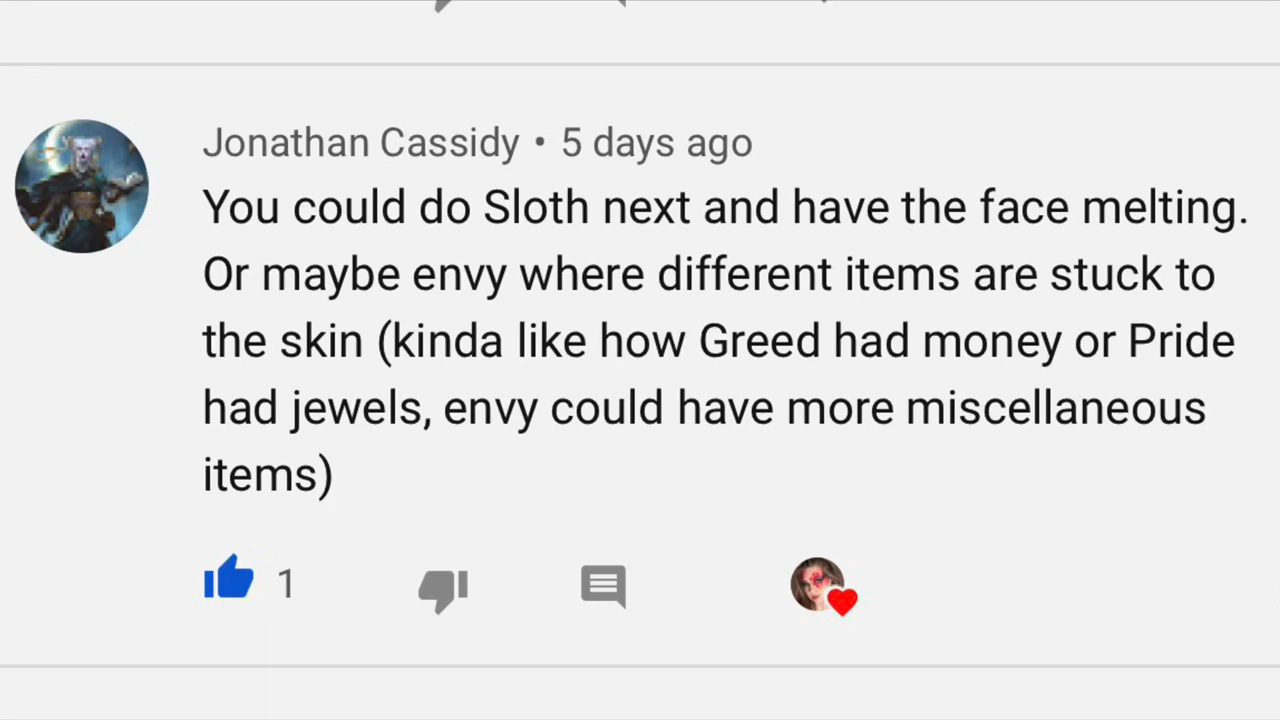 Jonathan Cassidy • 5 days ago
You could do Sloth next and have the face melting.
Or maybe envy where different items are stuck to
the skin (kinda like how Greed had money or Pride
had jewels, envy could have more miscellaneous
items)
1